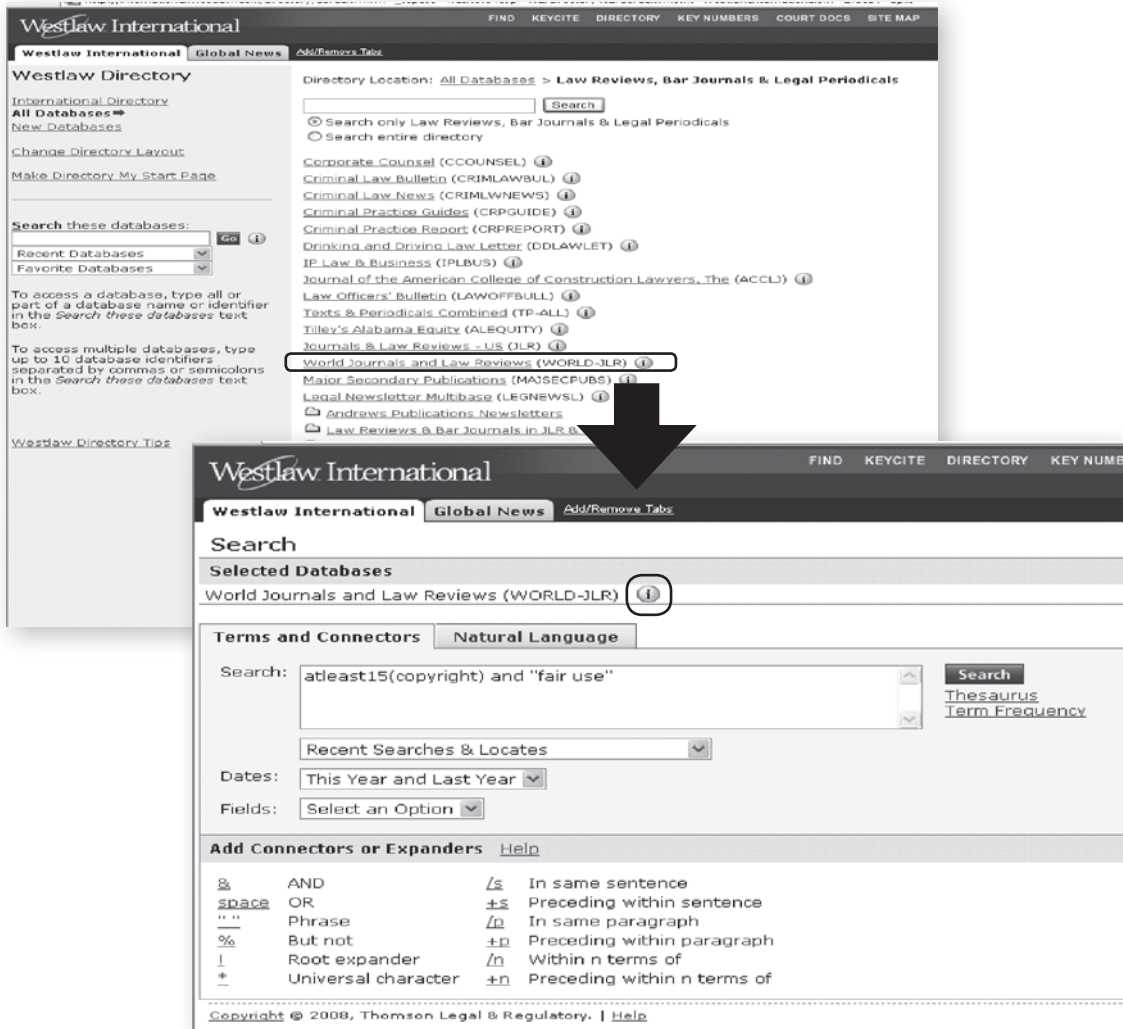 Westlaw International
FIND KEYCITE DIRECTORY KEY NUMBERS COURT DOCS SITE MAP
Westlaw International Global News Add/Remove Tabs
Westlaw Directory
International Directory
All Databases
New Databases
Change Directory Layout
Make Directory My Start Page
Search these databases:
Go
Recent Databases
Favorite Databases
To access a database, type all or
part of a database name or identifier
in the Search these databases text
box.
To access multiple databases, type
up to 10 database identifiers
separated by commas or semicolons
in the Search these databases text
box.
Westlaw Directory Tips
Directory Location: All Databases > Law Reviews, Bar Journals & Legal Periodicals
Search
Search only Law Reviews, Bar Journals & Legal Periodicals
Search entire directory
Corporate Counsel (CCOUNSEL)
Criminal Law Bulletin (CRIMLAWBUL)
Criminal Law News (CRIMLWNEWS)
Criminal Practice Guides (CRPGUIDE)
Criminal Practice Report (CRPREPORT)
Drinking and Driving Law Letter (DDLAWLET)
IP Law & Business (IPLBUS)
Journal of the American College of Construction Lawyers, The (ACCLJ)
Law Officers' Bulletin (LAWOFFBULL)
Texts & Periodicals Combined (TP-ALL)
Tilley's Alabama Equity (ALEQUITY)
Journals & Law Reviews - US (JLR)
World Journals and Law Reviews (WORLD-JLR)
Major Secondary Publications (MAJSECPUBS)
Legal Newsletter Multibase (LEGNEWSL)
Andrews Publications Newsletters
Law Reviews & Bar Journals in JLR &
Westlaw International
FIND KEYCITE DIRECTORY KEY NUMB
Westlaw International Global News Add/Remove Tabs
Search
Selected Databases
World Journals and Law Reviews (WORLD-JLR)
Terms and Connectors Natural Language
Search: atleast15(copyright) and "fair use"
Search
Thesaurus
Term Frequency
Recent Searches & Locates
Dates: This Year and Last Year
Fields: Select an Option
Add Connectors or Expanders Help
& AND /s In same sentence
space OR +s Preceding within sentence
" " Phrase /p In same paragraph
% But not +p Preceding within paragraph
! Root expander /n Within n terms of
* Universal character +n Preceding within n terms of
Copyright © 2008, Thomson Legal & Regulatory. | Help